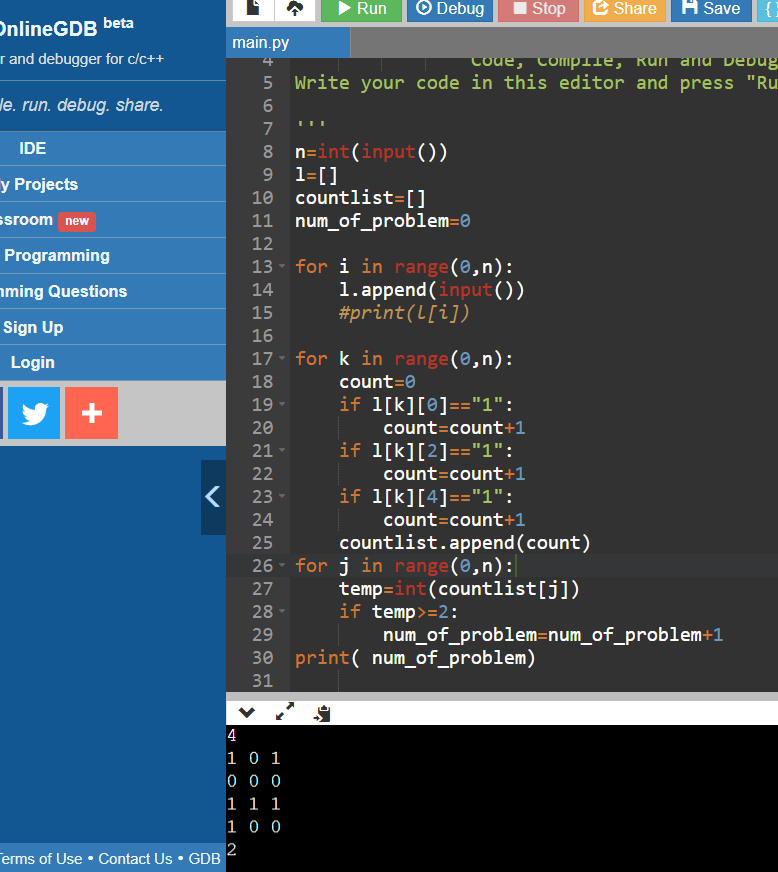 OnlineGDB beta
r and debugger for c/c++
le. run. debug. share.
IDE
y Projects
ssroom new
Programming
mming Questions
Sign Up
Login
Terms of Use • Contact Us • GDB
Run Debug Stop Share Save {
main.py
4 Code, Compile, Run and Debug
5 Write your code in this editor and press "Ru
6
7 '''
8 n=int(input())
9 l=[]
10 countlist=[]
11 num_of_problem=0
12
13 for i in range(0,n):
14     l.append(input())
15     #print(l[i])
16
17 for k in range(0,n):
18     count=0
19     if l[k][0]=="1":
20         count=count+1
21     if l[k][2]=="1":
22         count=count+1
23     if l[k][4]=="1":
24         count=count+1
25     countlist.append(count)
26 for j in range(0,n):
27     temp=int(countlist[j])
28     if temp>=2:
29         num_of_problem=num_of_problem+1
30 print( num_of_problem)
31
4
1 0 1
0 0 0
1 1 1
1 0 0
2